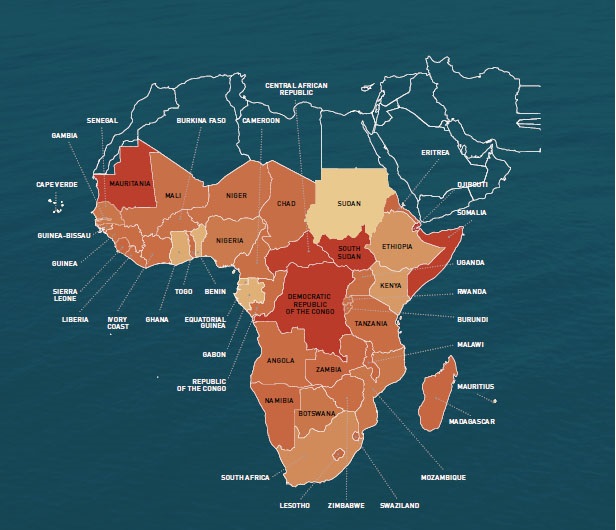 CENTRAL AFRICAN
REPUBLIC
SENEGAL
BURKINA FASO
CAMEROON
GAMBIA
ERITREA
CAPE VERDE
MAURITANIA
MALI
NIGER
CHAD
SUDAN
DJIBOUTI
SOMALIA
GUINEA-BISSAU
NIGERIA
SOUTH
SUDAN
ETHIOPIA
GUINEA
UGANDA
SIERRA
LEONE
TOGO
BENIN
KENYA
RWANDA
DEMOCRATIC
REPUBLIC
OF THE CONGO
LIBERIA
IVORY
COAST
GHANA
EQUATORIAL
GUINEA
TANZANIA
BURUNDI
GABON
MALAWI
ANGOLA
ZAMBIA
REPUBLIC
OF THE CONGO
MAURITIUS
NAMIBIA
BOTSWANA
MADAGASCAR
SOUTH AFRICA
MOZAMBIQUE
LESOTHO
ZIMBABWE
SWAZILAND